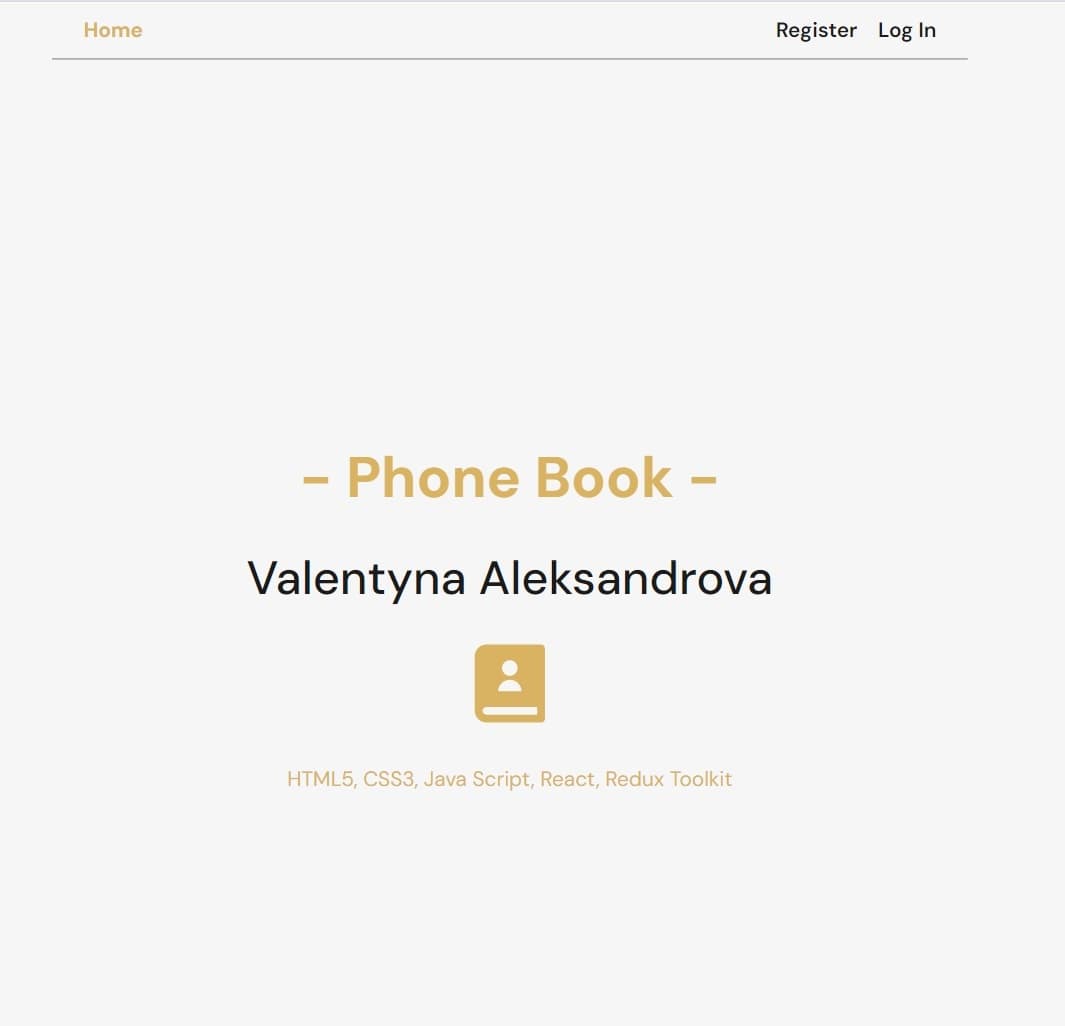 Home
Register Log In
- Phone Book -
Valentyna Aleksandrova
HTML5, CSS3, Java Script, React, Redux Toolkit